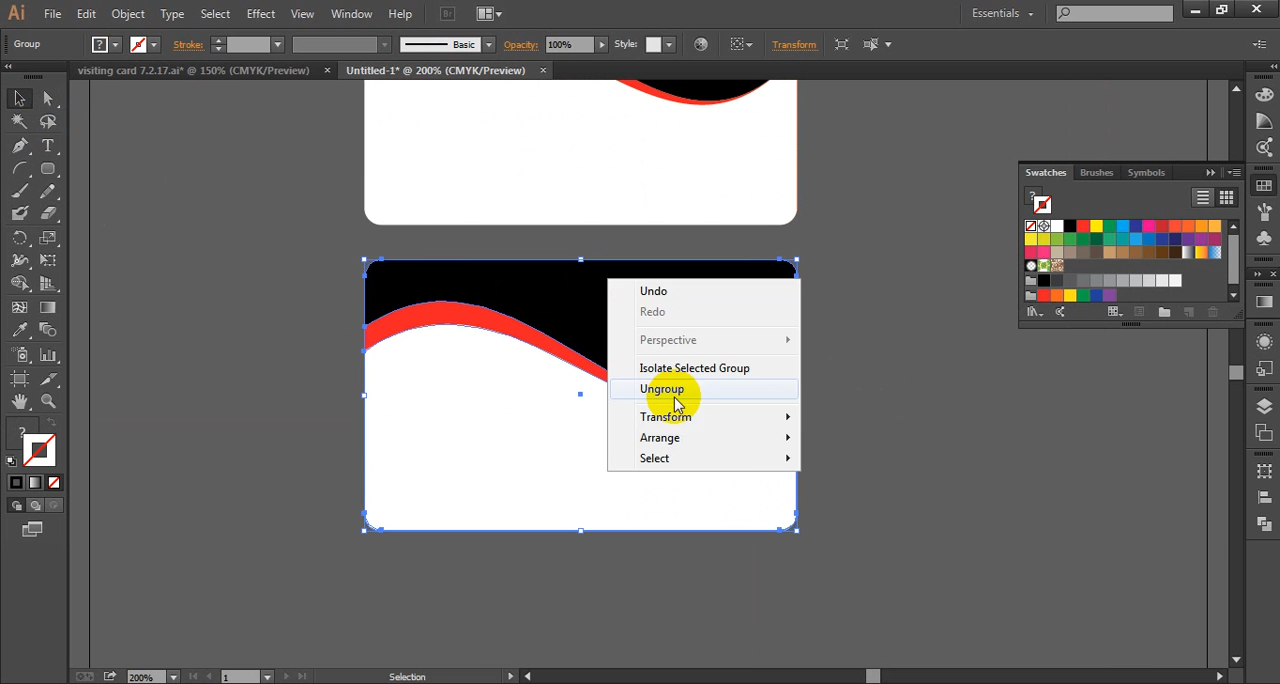 Ai File Edit Object Type Select Effect View Window Help Br Essentials
Group Stroke: Basic Opacity: 100% Style: Transform
visiting card 7.2.17.ai* @ 150% (CMYK/Preview) × Untitled-1* @ 200% (CMYK/Preview) ×
Swatches Brushes Symbols
Undo
Redo
Perspective
Isolate Selected Group
Ungroup
Transform
Arrange
Select
200% 1 Selection